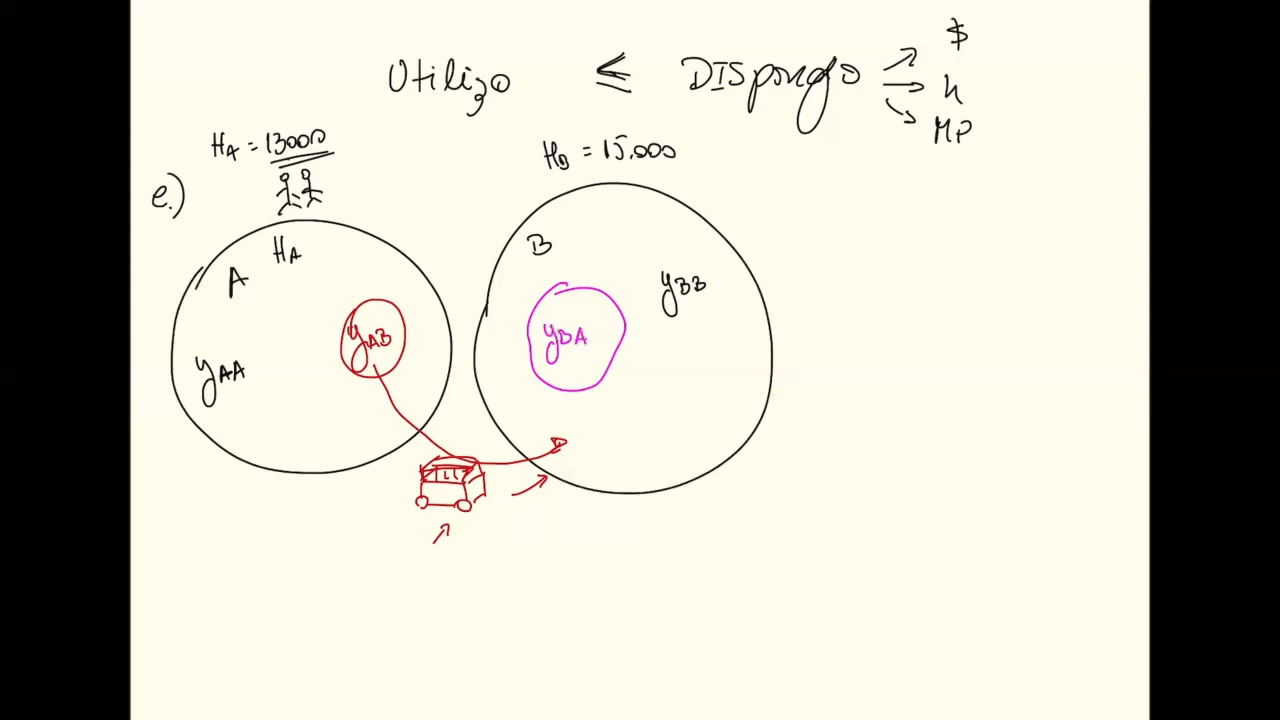 Utilizo ≤ DISpongo → $
h
MP
HA = 13000
HB = 15.000
e.)
A HA
B
yAB
yBB
yBA
yAA